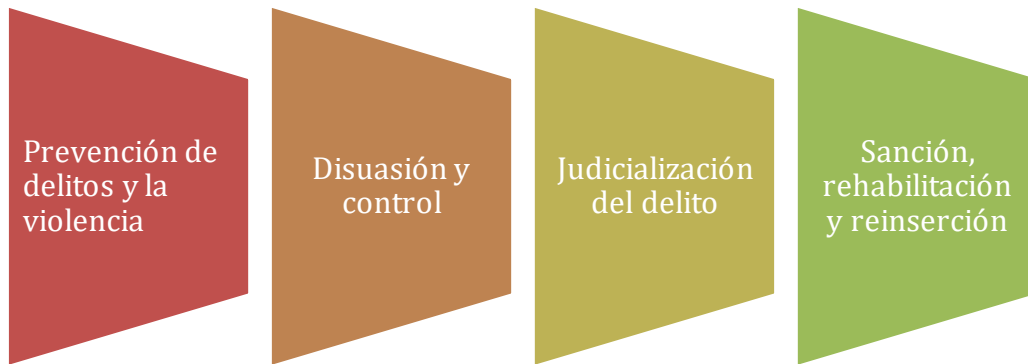 Prevención de
delitos y la
violencia
Disuasión y
control
Judicialización
del delito
Sanción,
rehabilitación
y reinserción